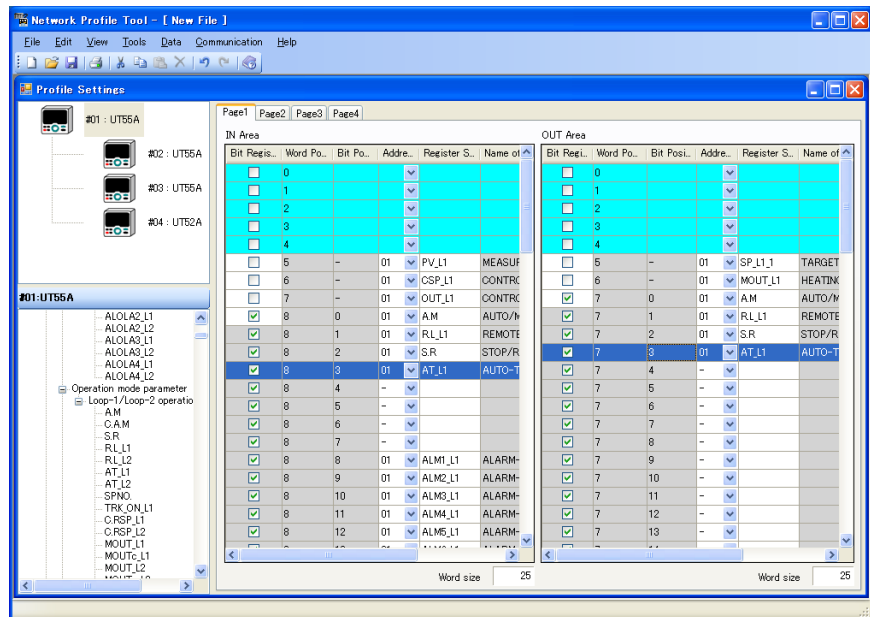 Network Profile Tool - [ New File ]
File Edit View Tools Data Communication Help
Profile Settings
#01 : UT55A
#02 : UT55A
#03 : UT55A
#04 : UT52A
#01:UT55A
ALOLA2_L1
ALOLA2_L2
ALOLA3_L1
ALOLA3_L2
ALOLA4_L1
ALOLA4_L2
Operation mode parameter
Loop-1/Loop-2 operatio
A.M
C.A.M
S.R
R.L_L1
R.L_L2
AT_L1
AT_L2
SPNO.
TRK_ON_L1
C.RSP_L1
C.RSP_L2
MOUT_L1
MOUTc_L1
MOUT_L2
Page1 Page2 Page3 Page4
IN Area
Bit Regis... Word Po... Bit Po... Addre... Register S... Name of
0
1
2
3
4
5 - 01 PV_L1 MEASUF
6 - 01 CSP_L1 CONTRC
7 - 01 OUT_L1 CONTRC
8 0 01 A.M AUTO/M
8 1 01 R.L_L1 REMOTE
8 2 01 S.R STOP/R
8 3 01 AT_L1 AUTO-T
8 4 -
8 5 -
8 6 -
8 7 -
8 8 01 ALM1_L1 ALARM-
8 9 01 ALM2_L1 ALARM-
8 10 01 ALM3_L1 ALARM-
8 11 01 ALM4_L1 ALARM-
8 12 01 ALM5_L1 ALARM-
Word size 25
OUT Area
Bit Regi... Word Po... Bit Posi... Addre... Register S... Name of
0
1
2
3
4
5 - 01 SP_L1_1 TARGET
6 - 01 MOUT_L1 HEATING
7 0 01 A.M AUTO/M
7 1 01 R.L_L1 REMOTE
7 2 01 S.R STOP/R
7 3 01 AT_L1 AUTO-T
7 4 -
7 5 -
7 6 -
7 7 -
7 8 -
7 9 -
7 10 -
7 11 -
7 12 -
7 13 -
Word size 25